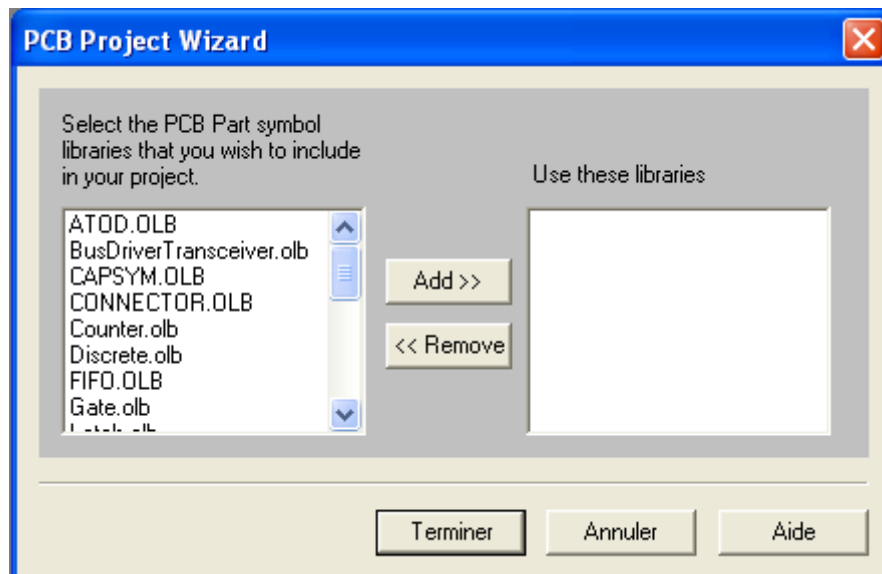 PCB Project Wizard
Select the PCB Part symbol
libraries that you wish to include
in your project.
Use these libraries
ATOD.OLB
BusDriverTransceiver.olb
CAPSYM.OLB
CONNECTOR.OLB
Counter.olb
Discrete.olb
FIFO.OLB
Gate.olb
Add >>
<< Remove
Terminer
Annuler
Aide